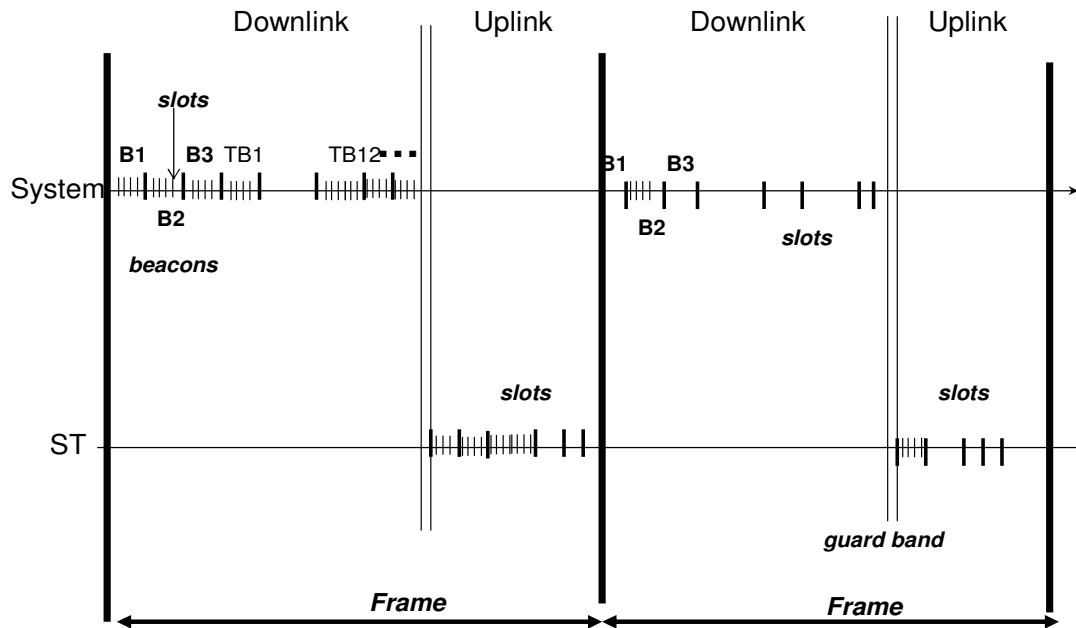 Downlink Uplink Downlink Uplink
slots
B1 B3 TB1 TB12... B1 B3
System
B2 B2
slots
beacons
slots slots
ST
guard band
Frame Frame